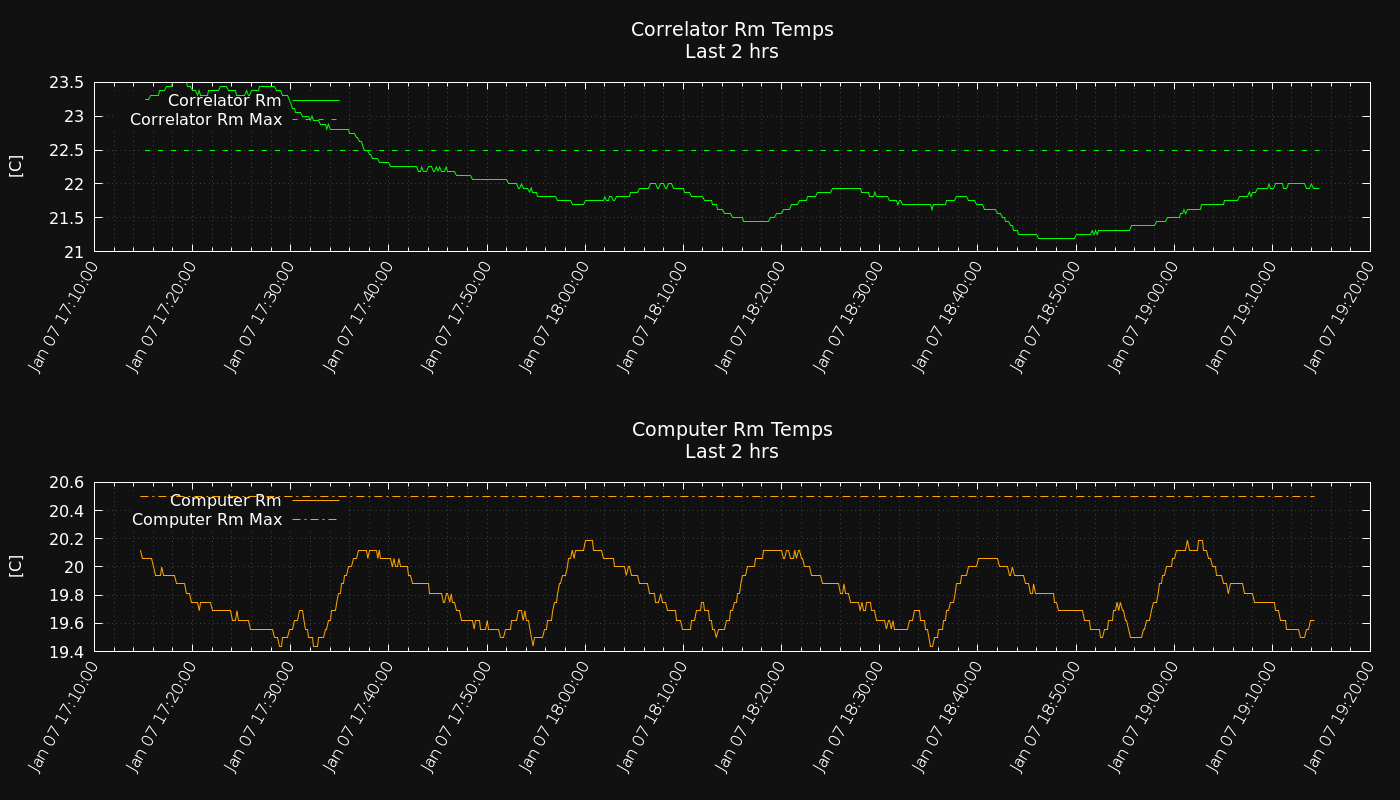 Correlator Rm Temps
Last 2 hrs
[C]
23.5
23
22.5
22
21.5
21
Correlator Rm
Correlator Rm Max
Jan 07 17:10:00
Jan 07 17:20:00
Jan 07 17:30:00
Jan 07 17:40:00
Jan 07 17:50:00
Jan 07 18:00:00
Jan 07 18:10:00
Jan 07 18:20:00
Jan 07 18:30:00
Jan 07 18:40:00
Jan 07 18:50:00
Jan 07 19:00:00
Jan 07 19:10:00
Jan 07 19:20:00
Computer Rm Temps
Last 2 hrs
[C]
20.6
20.4
20.2
20
19.8
19.6
19.4
Computer Rm
Computer Rm Max
Jan 07 17:10:00
Jan 07 17:20:00
Jan 07 17:30:00
Jan 07 17:40:00
Jan 07 17:50:00
Jan 07 18:00:00
Jan 07 18:10:00
Jan 07 18:20:00
Jan 07 18:30:00
Jan 07 18:40:00
Jan 07 18:50:00
Jan 07 19:00:00
Jan 07 19:10:00
Jan 07 19:20:00